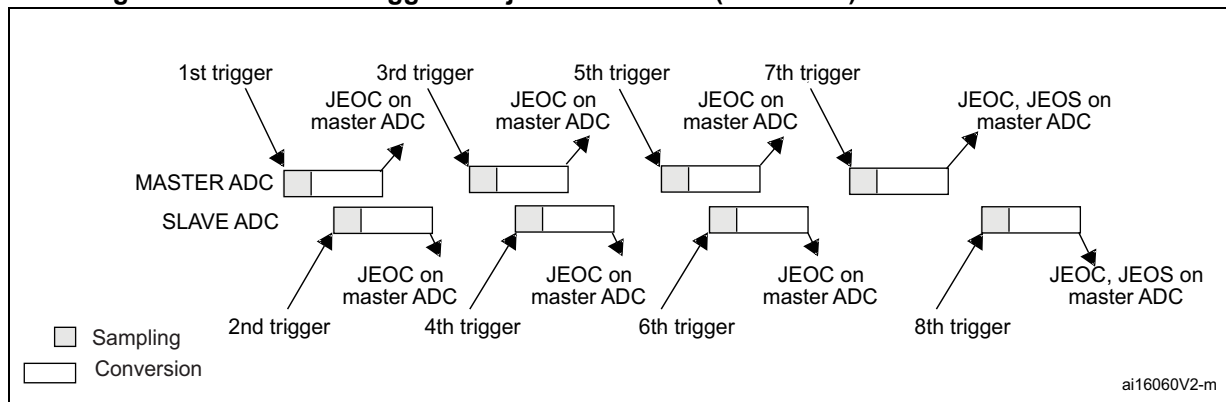 1st trigger
3rd trigger
5th trigger
7th trigger
JEOC on
master ADC
JEOC on
master ADC
JEOC on
master ADC
JEOC, JEOS on
master ADC
MASTER ADC
SLAVE ADC
JEOC on
master ADC
JEOC on
master ADC
JEOC on
master ADC
JEOC, JEOS on
master ADC
2nd trigger
4th trigger
6th trigger
8th trigger
Sampling
Conversion
ai16060V2-m